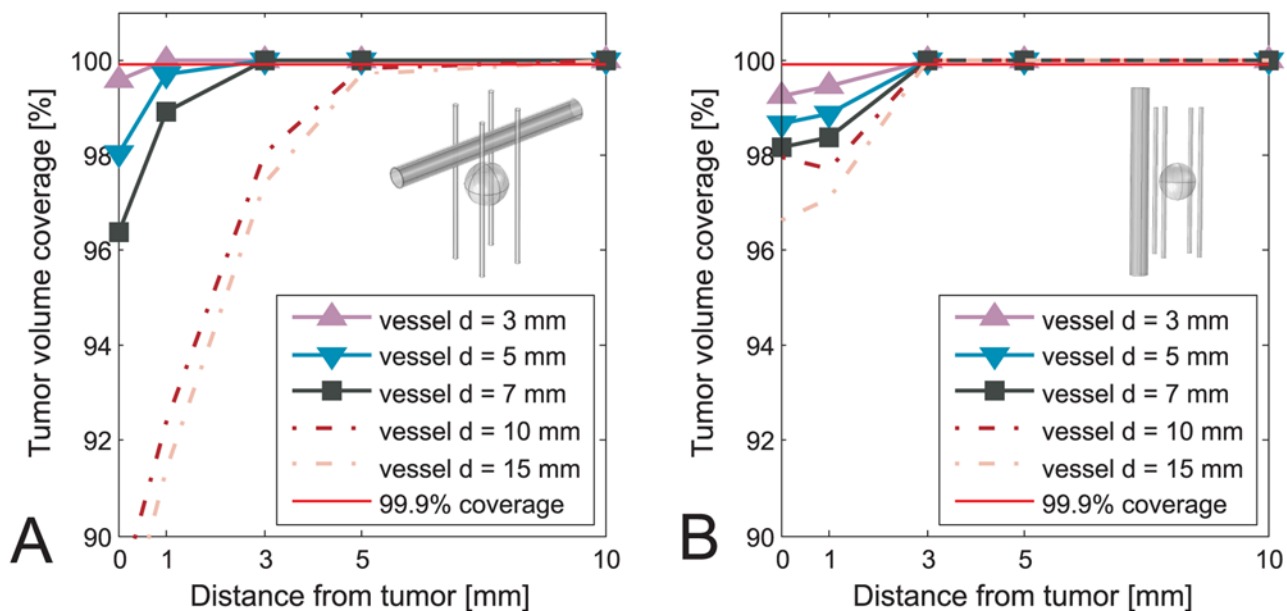 Tumor volume coverage [%]
100
98
96
94
92
90
vessel d = 3 mm
vessel d = 5 mm
vessel d = 7 mm
vessel d = 10 mm
vessel d = 15 mm
99.9% coverage
A
0 1 3 5 10
Distance from tumor [mm]
Tumor volume coverage [%]
100
98
96
94
92
90
vessel d = 3 mm
vessel d = 5 mm
vessel d = 7 mm
vessel d = 10 mm
vessel d = 15 mm
99.9% coverage
B
0 1 3 5 10
Distance from tumor [mm]